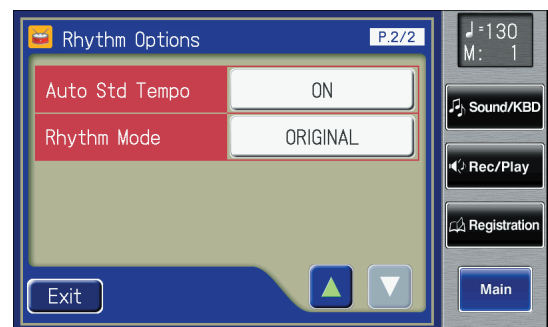 Rhythm Options
P.2/2
Auto Std Tempo
ON
Rhythm Mode
ORIGINAL
Exit
♩=130
M: 1
Sound/KBD
Rec/Play
Registration
Main